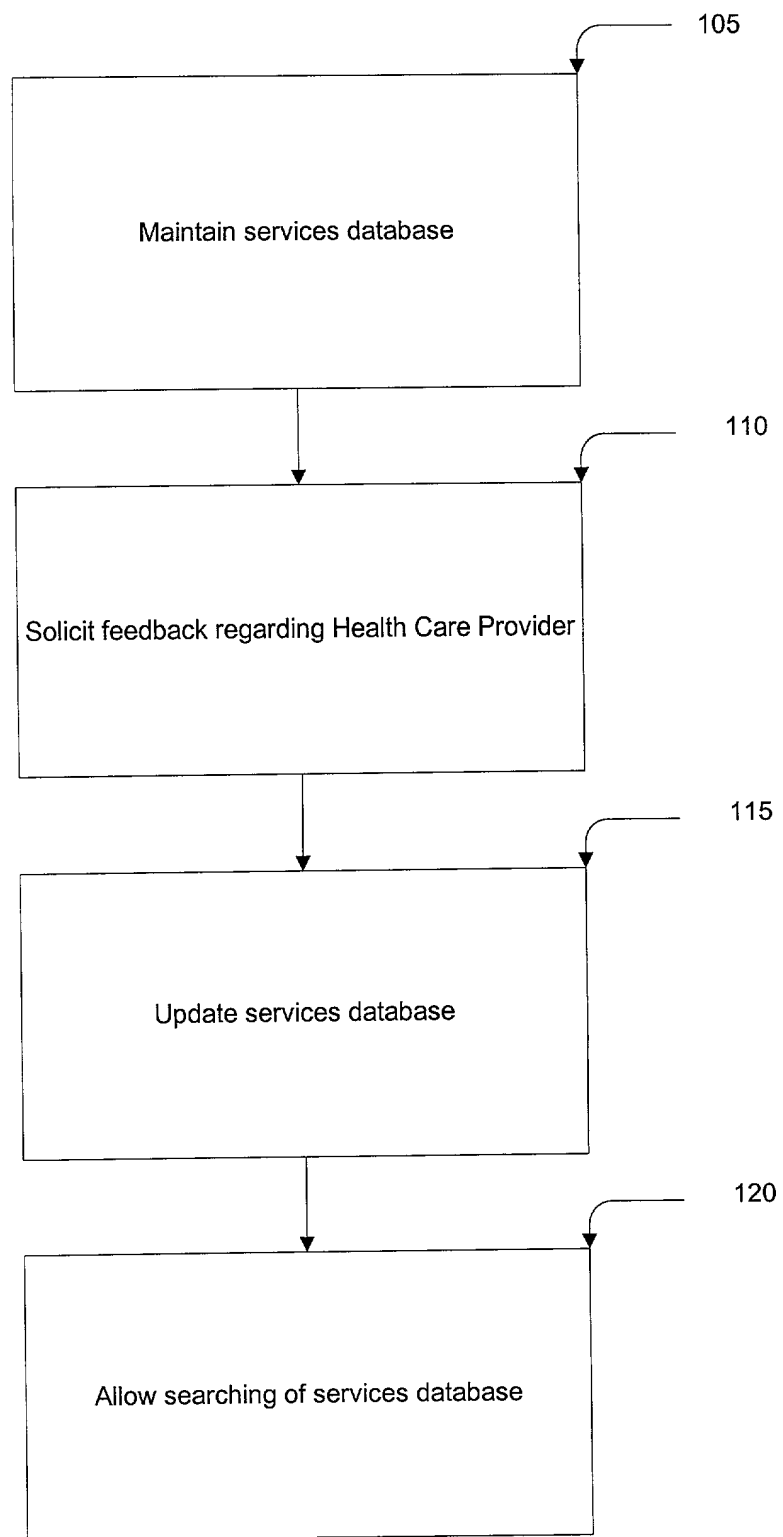 105
Maintain services database
110
Solicit feedback regarding Health Care Provider
115
Update services database
120
Allow searching of services database